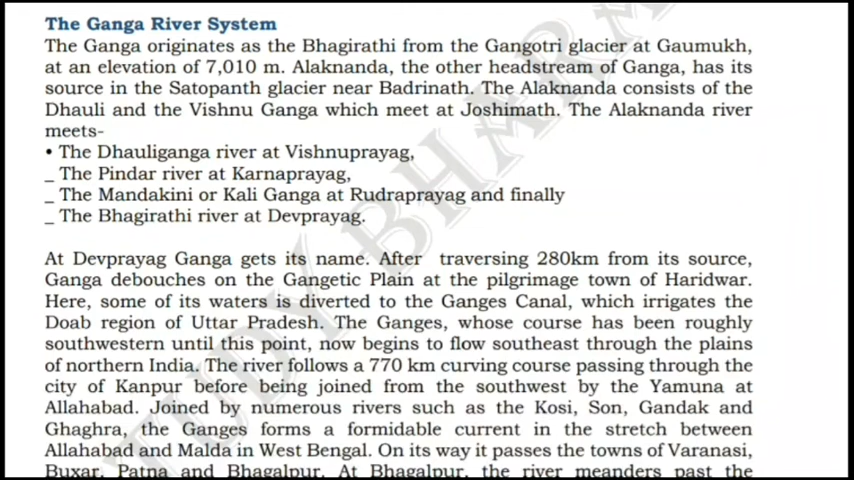 The Ganga River System
The Ganga originates as the Bhagirathi from the Gangotri glacier at Gaumukh,
at an elevation of 7,010 m. Alaknanda, the other headstream of Ganga, has its
source in the Satopanth glacier near Badrinath. The Alaknanda consists of the
Dhauli and the Vishnu Ganga which meet at Joshimath. The Alaknanda river
meets-
• The Dhauliganga river at Vishnuprayag,
_ The Pindar river at Karnaprayag,
_ The Mandakini or Kali Ganga at Rudraprayag and finally
_ The Bhagirathi river at Devprayag.
At Devprayag Ganga gets its name. After traversing 280km from its source,
Ganga debouches on the Gangetic Plain at the pilgrimage town of Haridwar.
Here, some of its waters is diverted to the Ganges Canal, which irrigates the
Doab region of Uttar Pradesh. The Ganges, whose course has been roughly
southwestern until this point, now begins to flow southeast through the plains
of northern India. The river follows a 770 km curving course passing through the
city of Kanpur before being joined from the southwest by the Yamuna at
Allahabad. Joined by numerous rivers such as the Kosi, Son, Gandak and
Ghaghra, the Ganges forms a formidable current in the stretch between
Allahabad and Malda in West Bengal. On its way it passes the towns of Varanasi,
Buxar, Patna and Bhagalpur. At Bhagalpur, the river meanders past the
TUDY BHARM